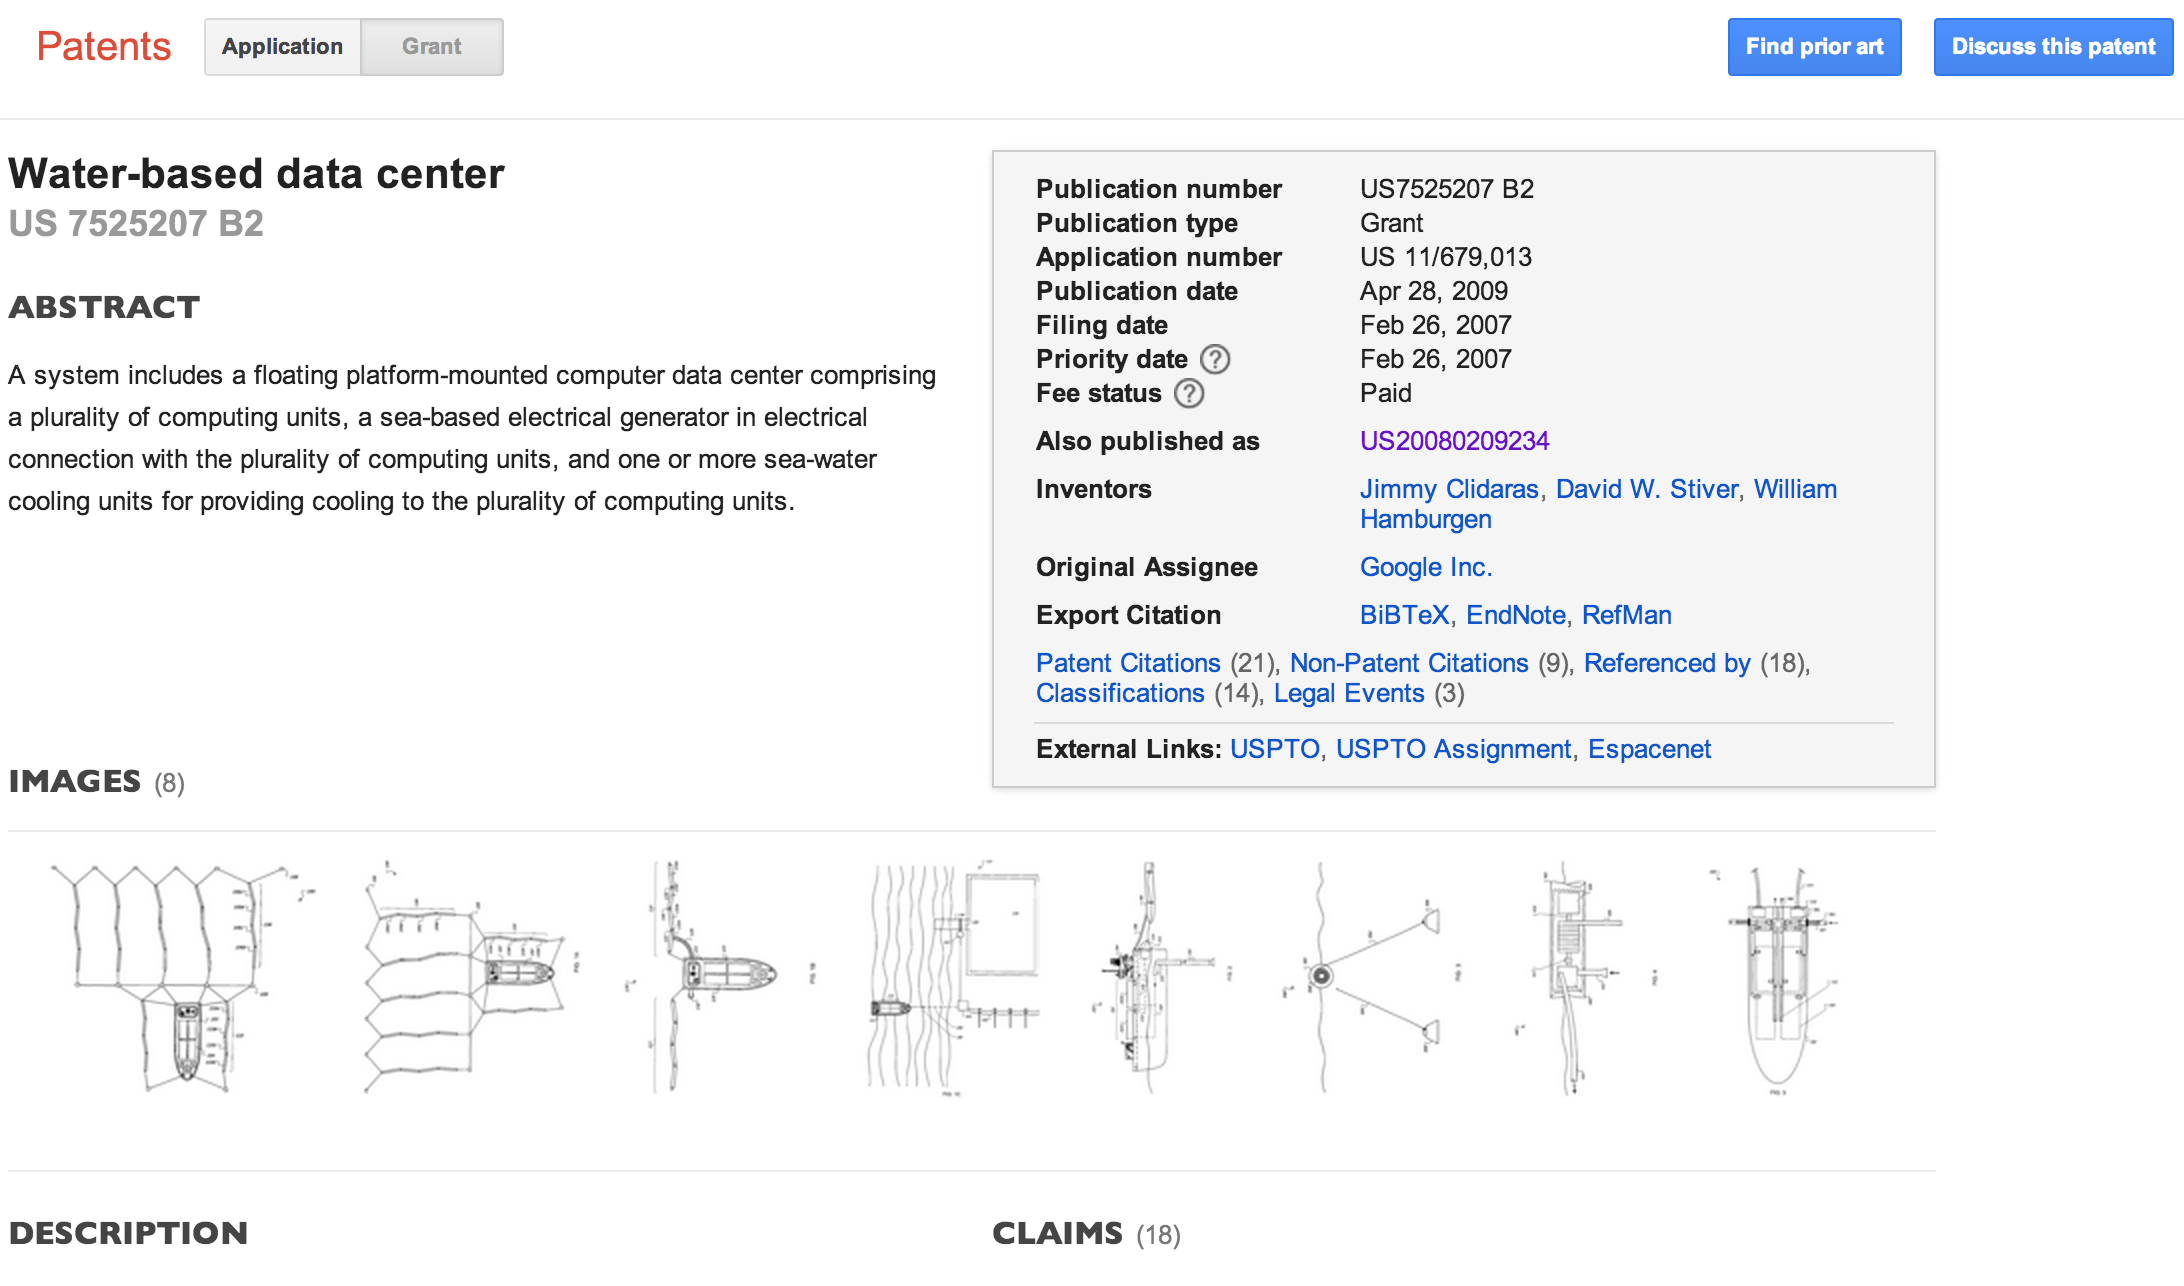 Patents Application Grant Find prior art Discuss this patent
Water-based data center
US 7525207 B2
ABSTRACT
A system includes a floating platform-mounted computer data center comprising
a plurality of computing units, a sea-based electrical generator in electrical
connection with the plurality of computing units, and one or more sea-water
cooling units for providing cooling to the plurality of computing units.
Publication number US7525207 B2
Publication type Grant
Application number US 11/679,013
Publication date Apr 28, 2009
Filing date Feb 26, 2007
Priority date ? Feb 26, 2007
Fee status ? Paid
Also published as US20080209234
Inventors Jimmy Clidaras, David W. Stiver, William
Hamburgen
Original Assignee Google Inc.
Export Citation BiBTeX, EndNote, RefMan
Patent Citations (21), Non-Patent Citations (9), Referenced by (18),
Classifications (14), Legal Events (3)
External Links: USPTO, USPTO Assignment, Espacenet
IMAGES (8)
DESCRIPTION
CLAIMS (18)